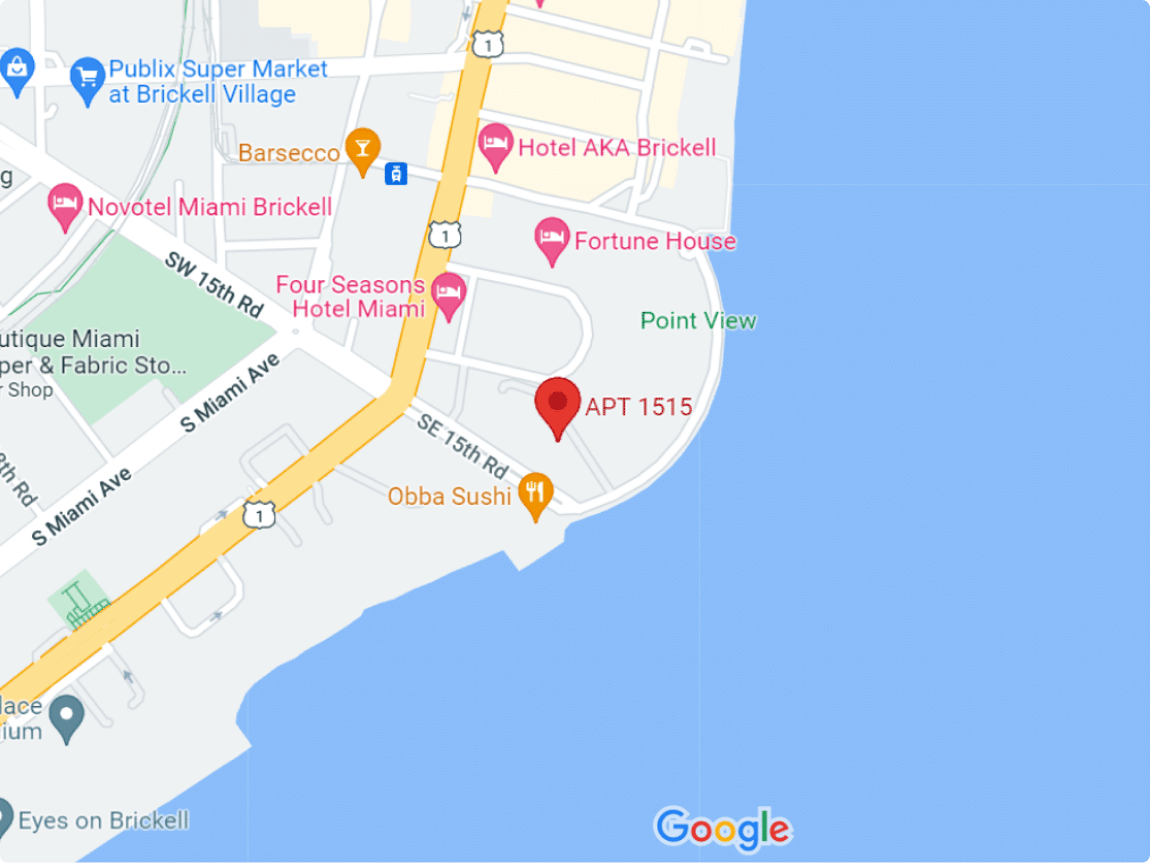 1
Publix Super Market
at Brickell Village
Barsecco
Hotel AKA Brickell
g
Novotel Miami Brickell
1
Fortune House
SW 15th Rd
Four Seasons
Hotel Miami
Point View
utique Miami
per & Fabric Sto...
r Shop
S Miami Ave
APT 1515
SE 15th Rd
8th Rd
S Miami Ave
Obba Sushi
1
lace
ium
Eyes on Brickell
Google